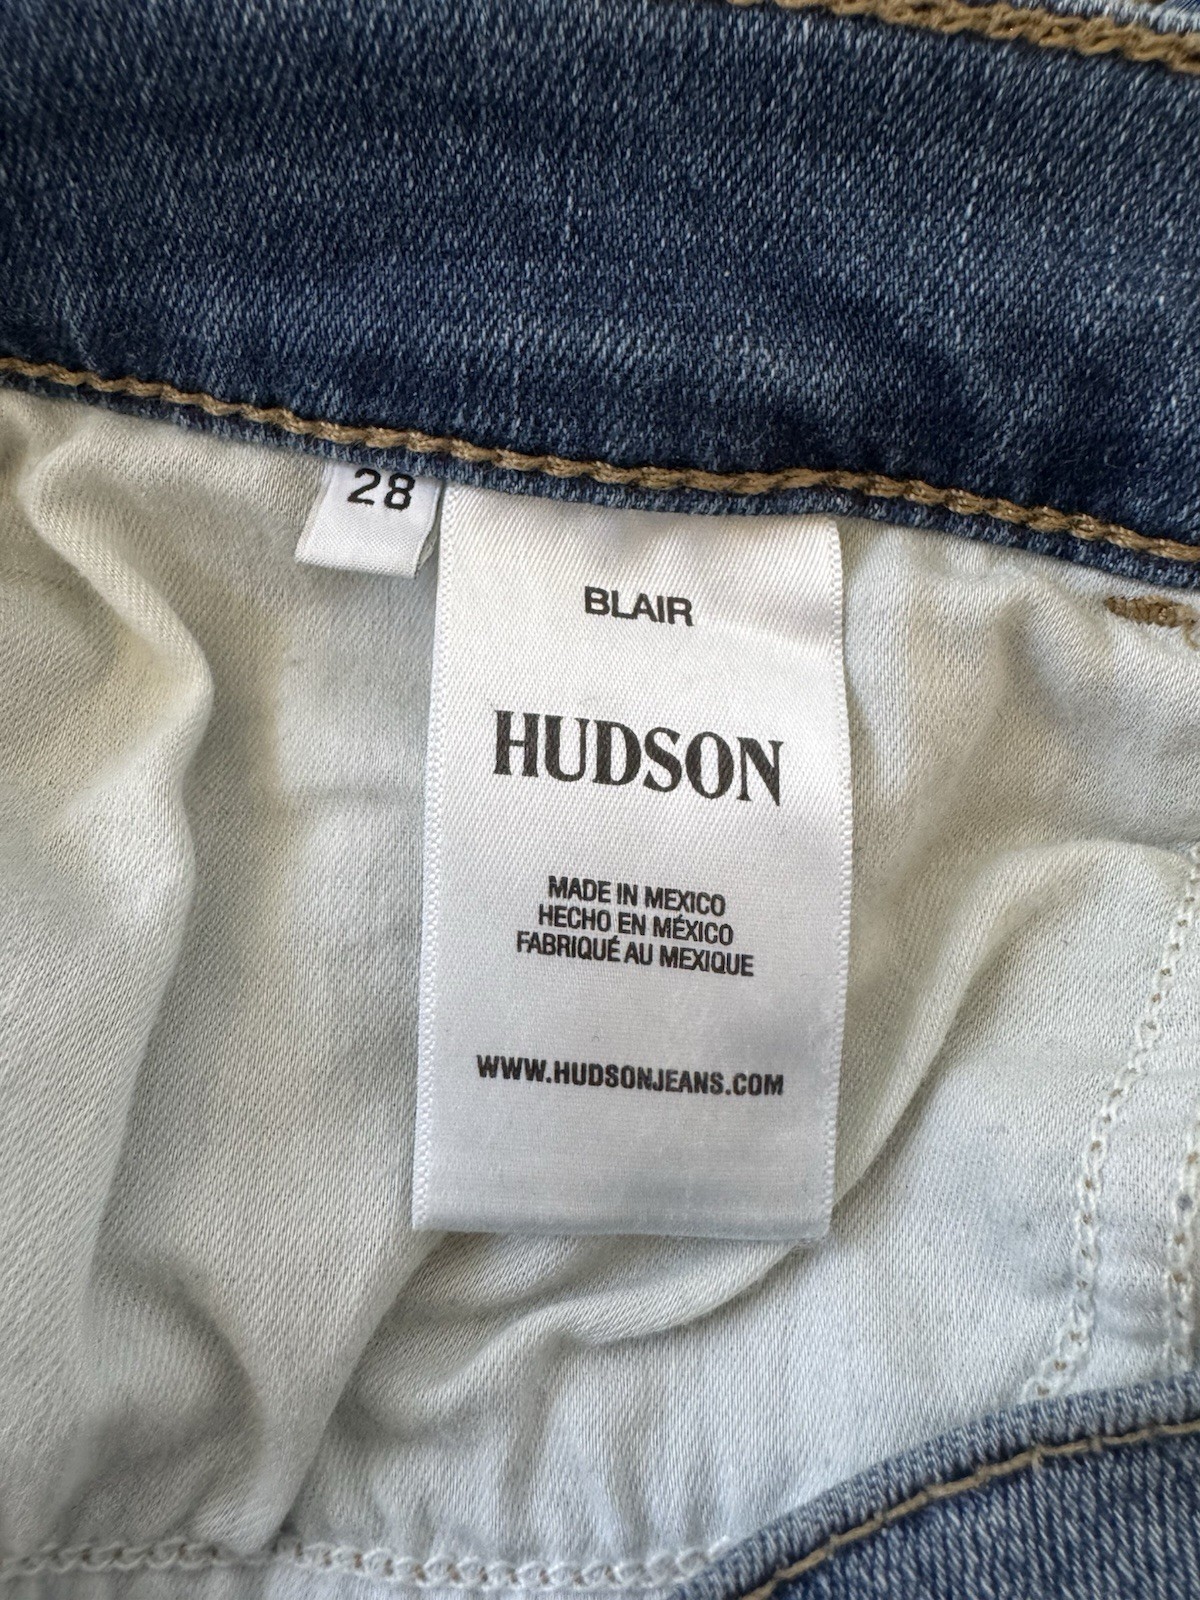 28
BLAIR
HUDSON
MADE IN MEXICO
HECHO EN MÉXICO
FABRIQUÉ AU MEXIQUE
WWW.HUDSONJEANS.COM